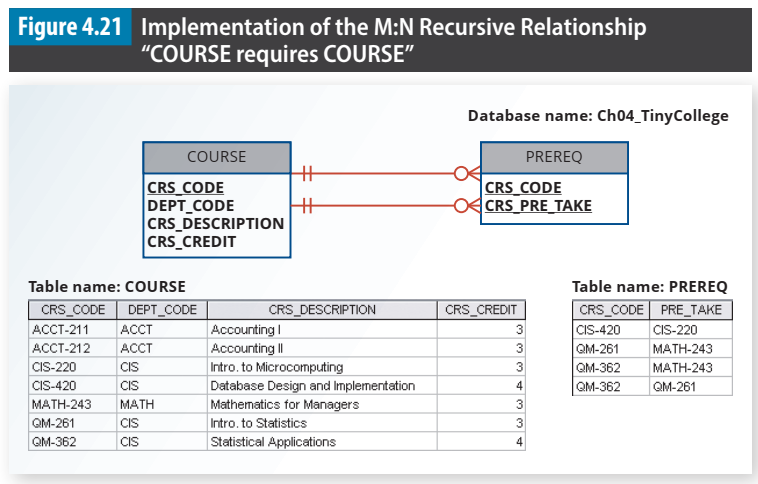 Figure 4.21 Implementation of the M:N Recursive Relationship
“COURSE requires COURSE”
Database name: Ch04_TinyCollege
COURSE
CRS_CODE
DEPT_CODE
CRS_DESCRIPTION
CRS_CREDIT
PREREQ
CRS_CODE
CRS_PRE_TAKE
Table name: COURSE
CRS_CODE DEPT_CODE CRS_DESCRIPTION CRS_CREDIT
ACCT-211 ACCT Accounting I 3
ACCT-212 ACCT Accounting II 3
CIS-220 CIS Intro. to Microcomputing 3
CIS-420 CIS Database Design and Implementation 4
MATH-243 MATH Mathematics for Managers 3
QM-261 CIS Intro. to Statistics 3
QM-362 CIS Statistical Applications 4
Table name: PREREQ
CRS_CODE PRE_TAKE
CIS-420 CIS-220
QM-261 MATH-243
QM-362 MATH-243
QM-362 QM-261